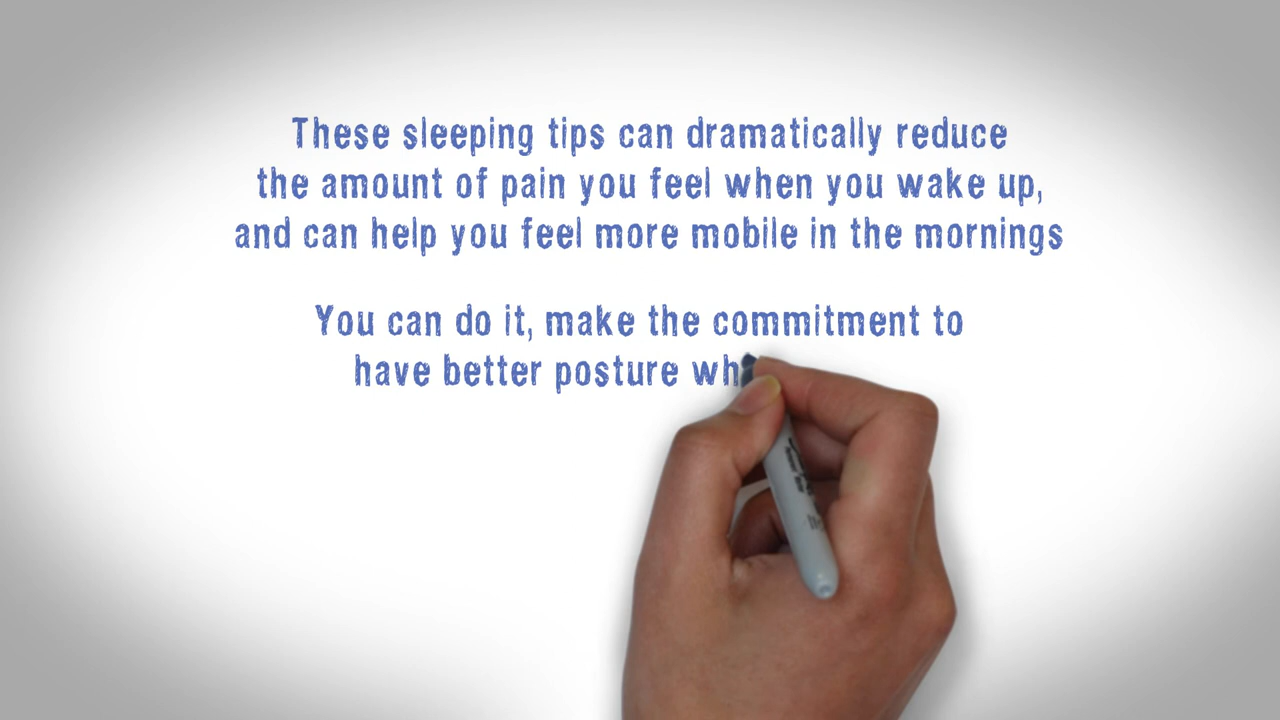 These sleeping tips can dramatically reduce
the amount of pain you feel when you wake up,
and can help you feel more mobile in the mornings
You can do it, make the commitment to
have better posture wh